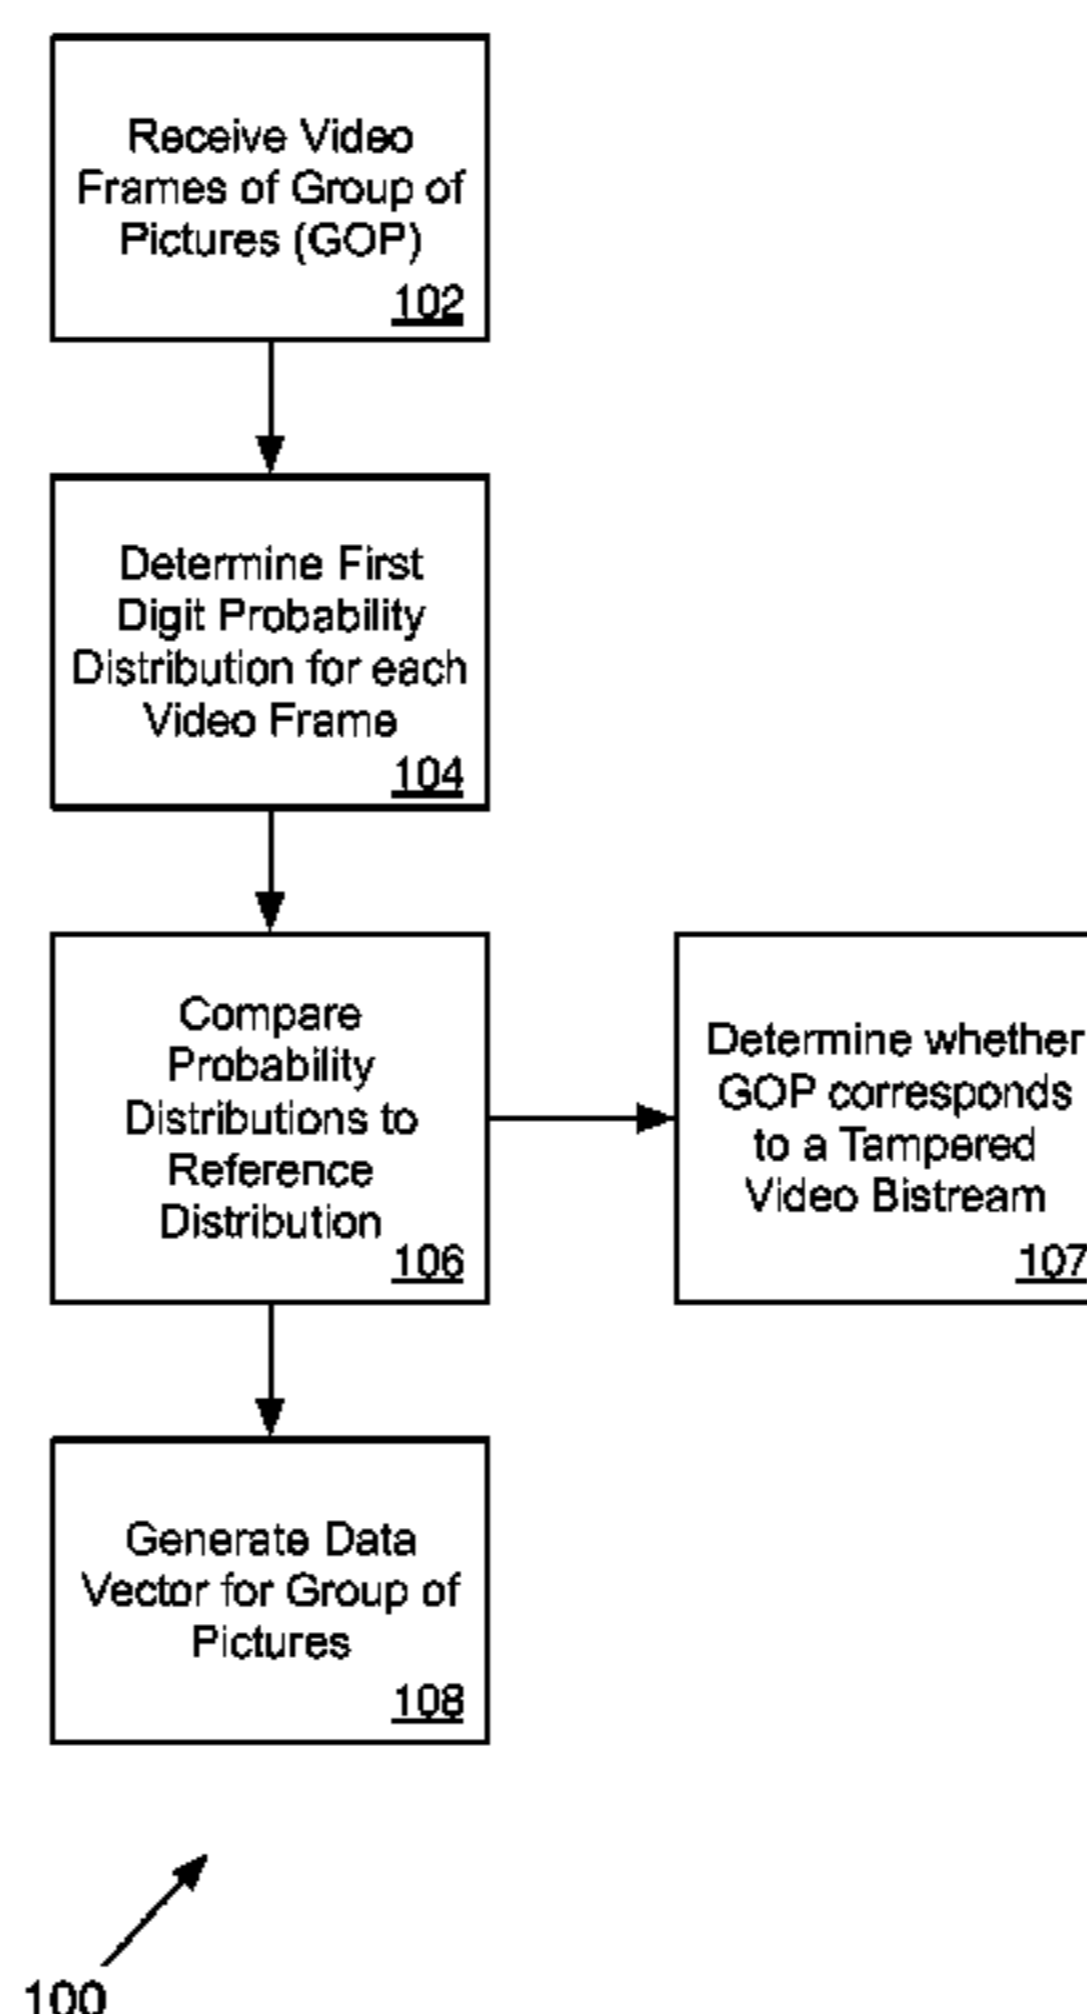 Receive Video
Frames of Group of
Pictures (GOP)
102
Determine First
Digit Probability
Distribution for each
Video Frame
104
Compare
Probability
Distributions to
Reference
Distribution
106
Determine whether
GOP corresponds
to a Tampered
Video Bistream
107
Generate Data
Vector for Group of
Pictures
108
100